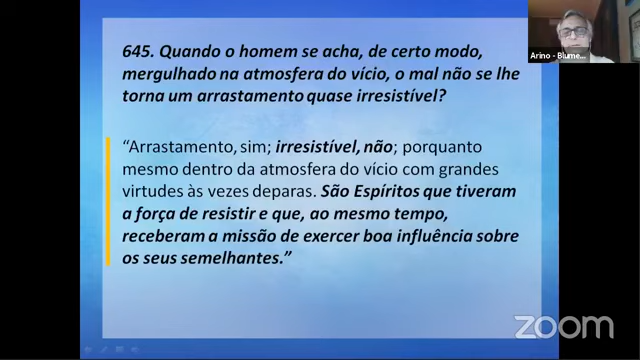 645. Quando o homem se acha, de certo modo,
mergulhado na atmosfera do vício, o mal não se lhe
torna um arrastamento quase irresistível?
“Arrastamento, sim; irresistível, não; porquanto
mesmo dentro da atmosfera do vício com grandes
virtudes às vezes deparas. São Espíritos que tiveram
a força de resistir e que, ao mesmo tempo,
receberam a missão de exercer boa influência sobre
os seus semelhantes.”
Arino - Blume...
zoom